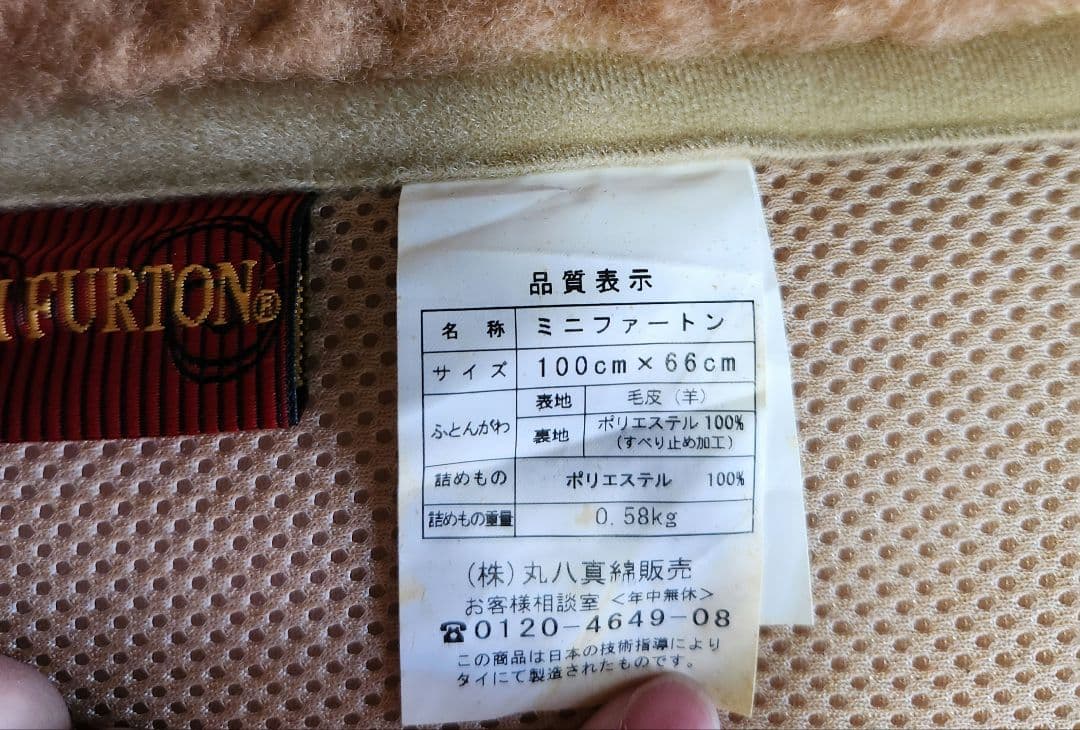 FURTON®
品質表示
名称 ミニファートン
サイズ 100cm×66cm
ふとんがわ 表地 毛皮（羊）
裏地 ポリエステル100%
（すべり止め加工）
詰めもの ポリエステル 100%
詰めもの重量 0.58kg
（株）丸八真綿販売
お客様相談室＜年中無休＞
☎0120-4649-08
この商品は日本の技術指導により
タイにて製造されたものです。